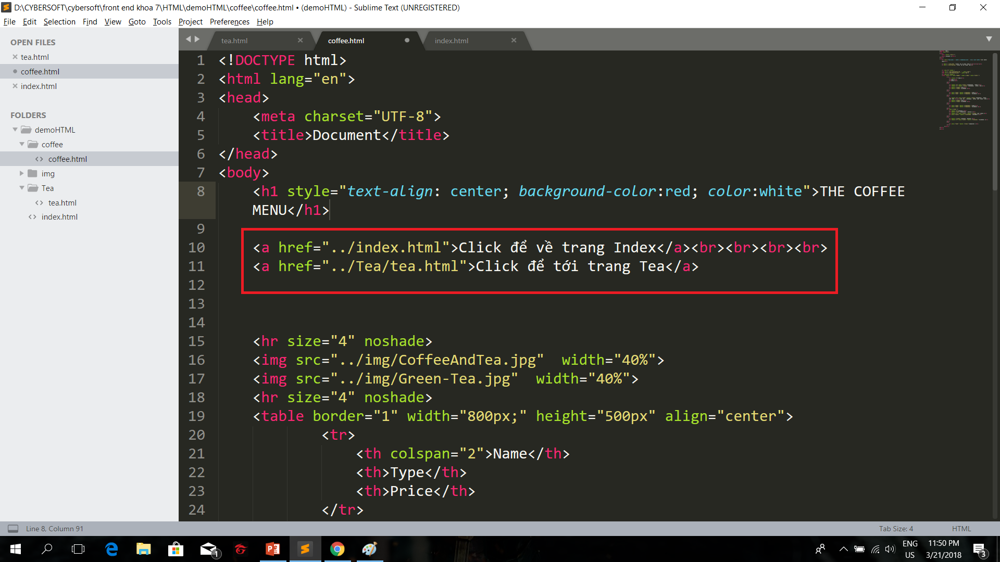 D:\CYBERSOFT\cybersoft\front end khoa 7\HTML\demoHTML\coffee\coffee.html • (demoHTML) - Sublime Text (UNREGISTERED)
File Edit Selection Find View Goto Tools Project Preferences Help
OPEN FILES
tea.html
coffee.html
index.html
FOLDERS
demoHTML
coffee
coffee.html
img
Tea
tea.html
index.html
tea.html coffee.html index.html
1 <!DOCTYPE html>
2 <html lang="en">
3 <head>
4 <meta charset="UTF-8">
5 <title>Document</title>
6 </head>
7 <body>
8 <h1 style="text-align: center; background-color:red; color:white">THE COFFEE
MENU</h1>
9
10 <a href="../index.html">Click để về trang Index</a><br><br><br><br>
11 <a href="../Tea/tea.html">Click để tới trang Tea</a>
12
13
14
15 <hr size="4" noshade>
16 <img src="../img/CoffeeAndTea.jpg"  width="40%">
17 <img src="../img/Green-Tea.jpg"  width="40%">
18 <hr size="4" noshade>
19 <table border="1" width="800px;" height="500px" align="center">
20 <tr>
21 <th colspan="2">Name</th>
22 <th>Type</th>
23 <th>Price</th>
24 </tr>
Line 8, Column 91 Tab Size: 4 HTML
1
ENG
US
11:50 PM
3/21/2018
3